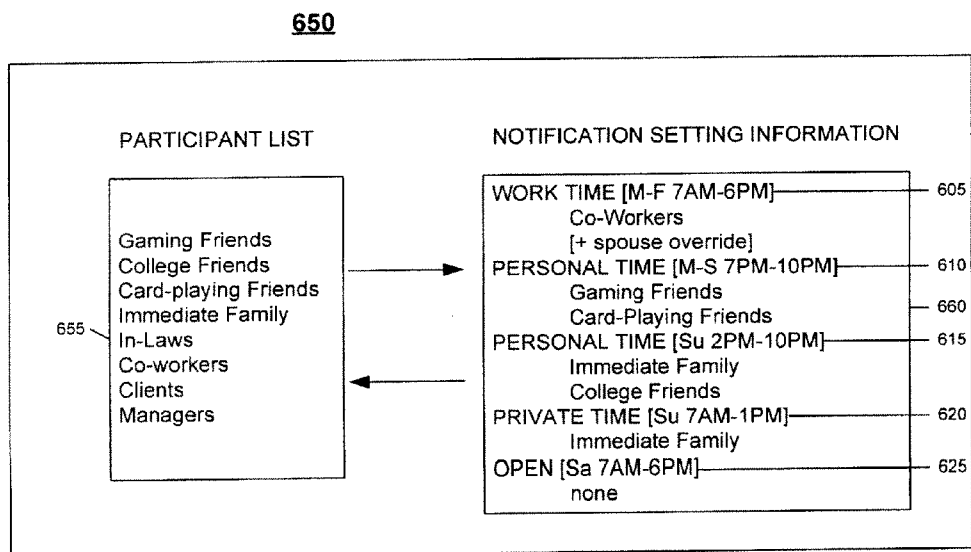 650
PARTICIPANT LIST
Gaming Friends
College Friends
Card-playing Friends
Immediate Family
655
In-Laws
Co-workers
Clients
Managers
NOTIFICATION SETTING INFORMATION
WORK TIME [M-F 7AM-6PM] 605
Co-Workers
[+ spouse override]
PERSONAL TIME [M-S 7PM-10PM] 610
Gaming Friends
Card-Playing Friends 660
PERSONAL TIME [Su 2PM-10PM] 615
Immediate Family
College Friends
PRIVATE TIME [Su 7AM-1PM] 620
Immediate Family
OPEN [Sa 7AM-6PM] 625
none